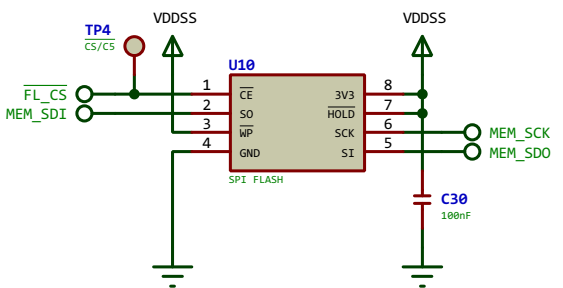 VDDSS
VDDSS
TP4
CS/C5
U10
FL_CS
1
CE
3V3
8
MEM_SDI
2
SO
HOLD
7
3
WP
SCK
6
MEM_SCK
4
GND
SI
5
MEM_SDO
SPI FLASH
C30
100nF